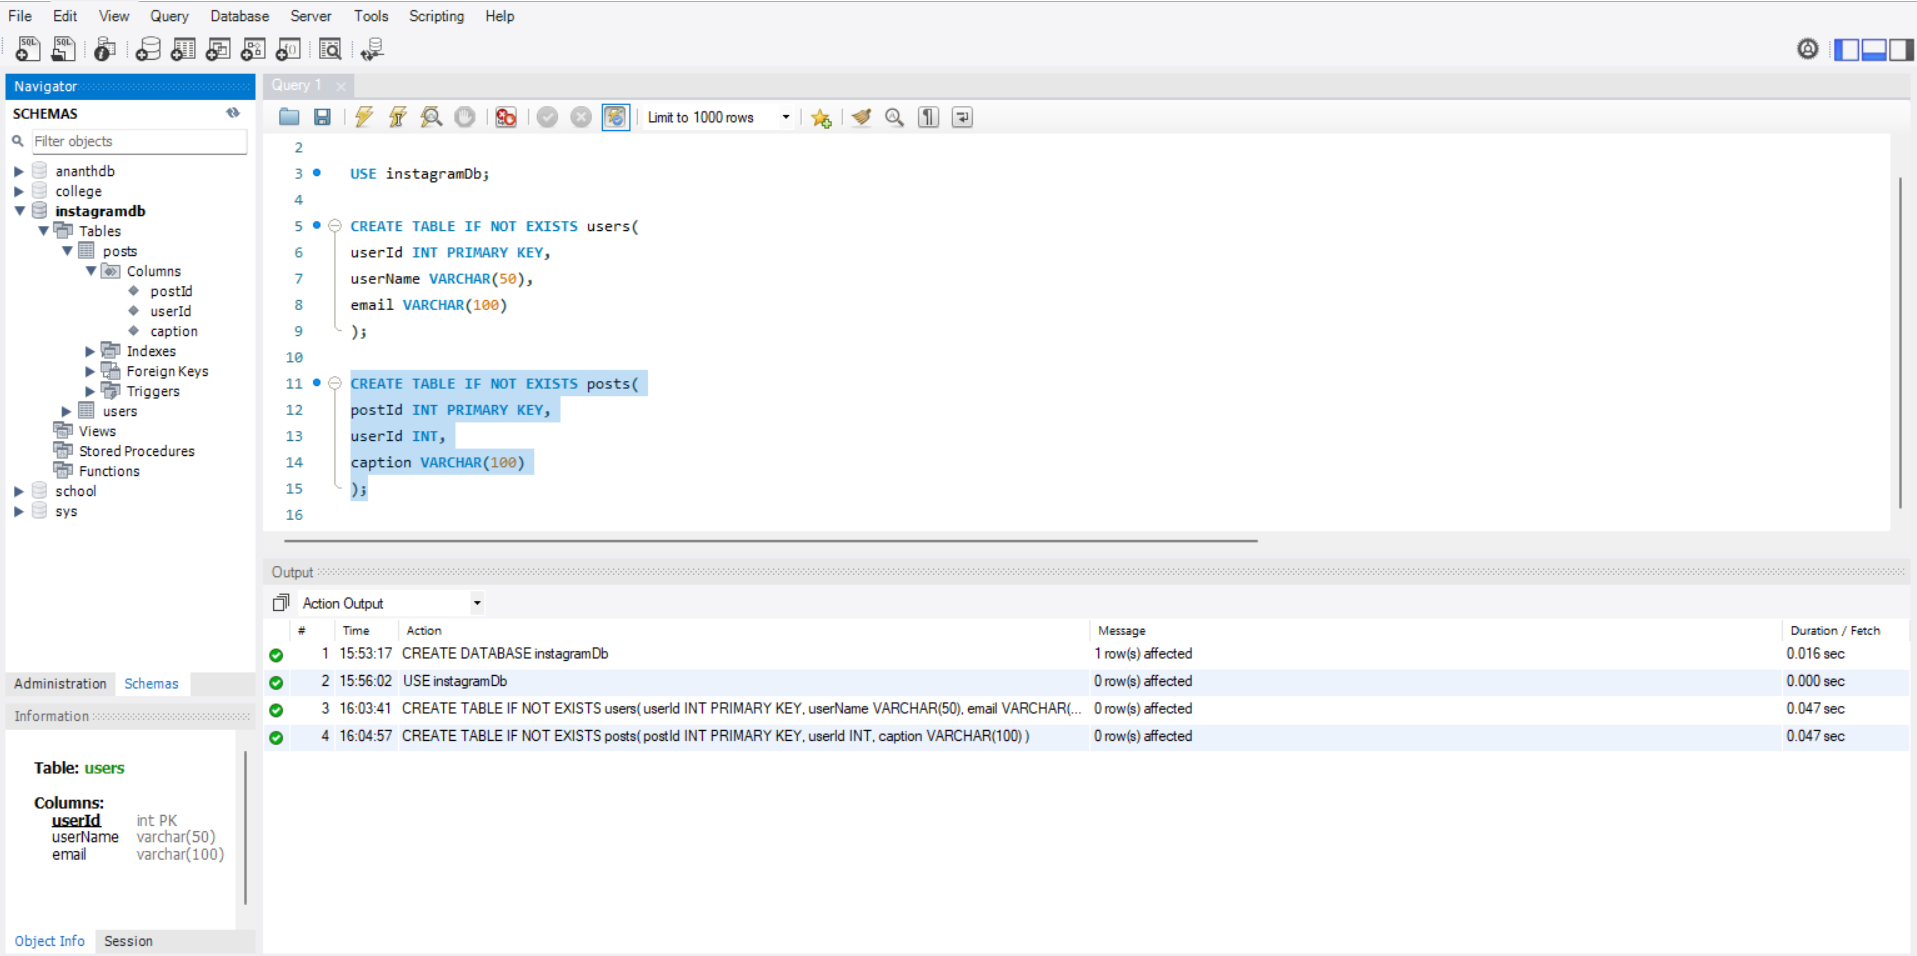 File Edit View Query Database Server Tools Scripting Help
Navigator
SCHEMAS
Filter objects
ananthdb
college
instagramdb
Tables
posts
Columns
postId
userId
caption
Indexes
Foreign Keys
Triggers
users
Views
Stored Procedures
Functions
school
sys
Administration Schemas
Information
Table: users
Columns:
userId int PK
userName varchar(50)
email varchar(100)
Object Info Session
Query 1
Limit to 1000 rows
2
3 USE instagramDb;
4
5 CREATE TABLE IF NOT EXISTS users(
6 userId INT PRIMARY KEY,
7 userName VARCHAR(50),
8 email VARCHAR(100)
9 );
10
11 CREATE TABLE IF NOT EXISTS posts(
12 postId INT PRIMARY KEY,
13 userId INT,
14 caption VARCHAR(100)
15 );
16
Output
Action Output
# Time Action Message Duration / Fetch
1 15:53:17 CREATE DATABASE instagramDb 1 row(s) affected 0.016 sec
2 15:56:02 USE instagramDb 0 row(s) affected 0.000 sec
3 16:03:41 CREATE TABLE IF NOT EXISTS users( userId INT PRIMARY KEY, userName VARCHAR(50), email VARCHAR(... 0 row(s) affected 0.047 sec
4 16:04:57 CREATE TABLE IF NOT EXISTS posts( postId INT PRIMARY KEY, userId INT, caption VARCHAR(100) ) 0 row(s) affected 0.047 sec